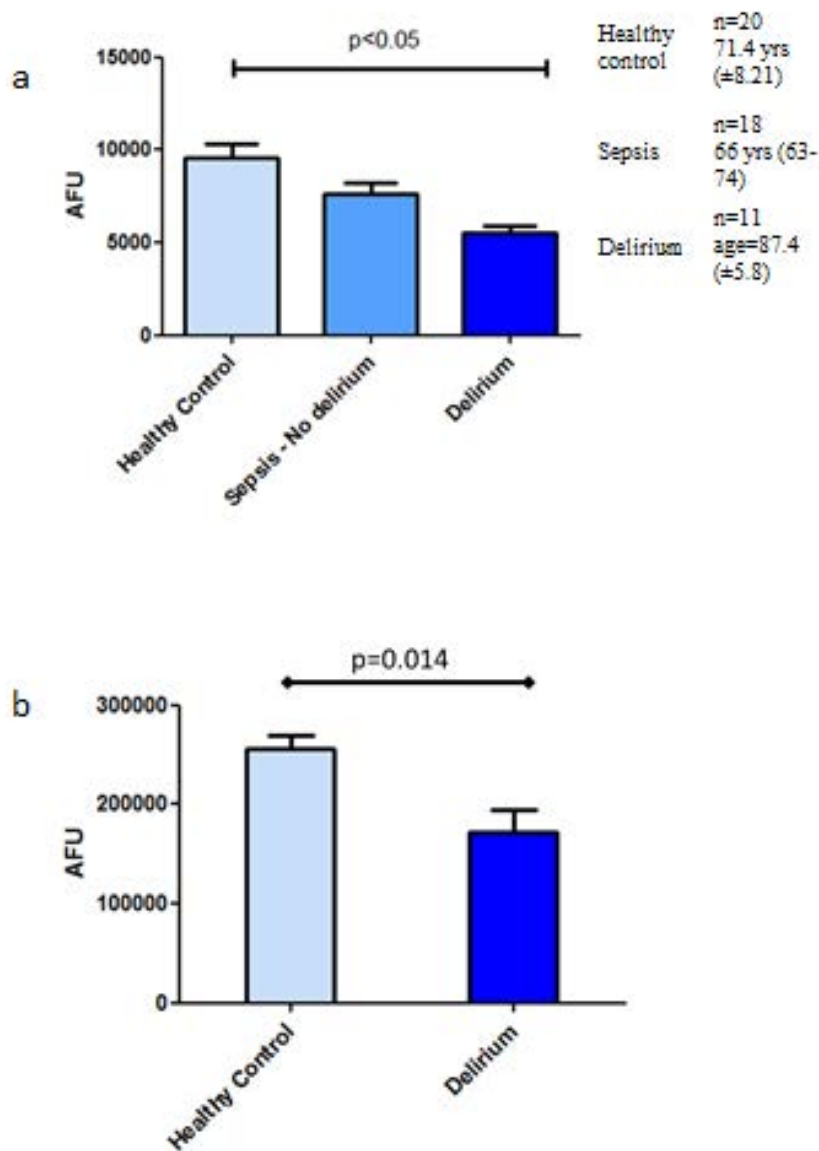 a
p<0.05
15000
10000
5000
0
AFU
Healthy Control
Sepsis - No delirium
Delirium
Healthy
control
n=20
71.4 yrs
(±8.21)
Sepsis
n=18
66 yrs (63-
74)
Delirium
n=11
age=87.4
(±5.8)
b
p=0.014
300000
200000
100000
0
AFU
Healthy Control
Delirium